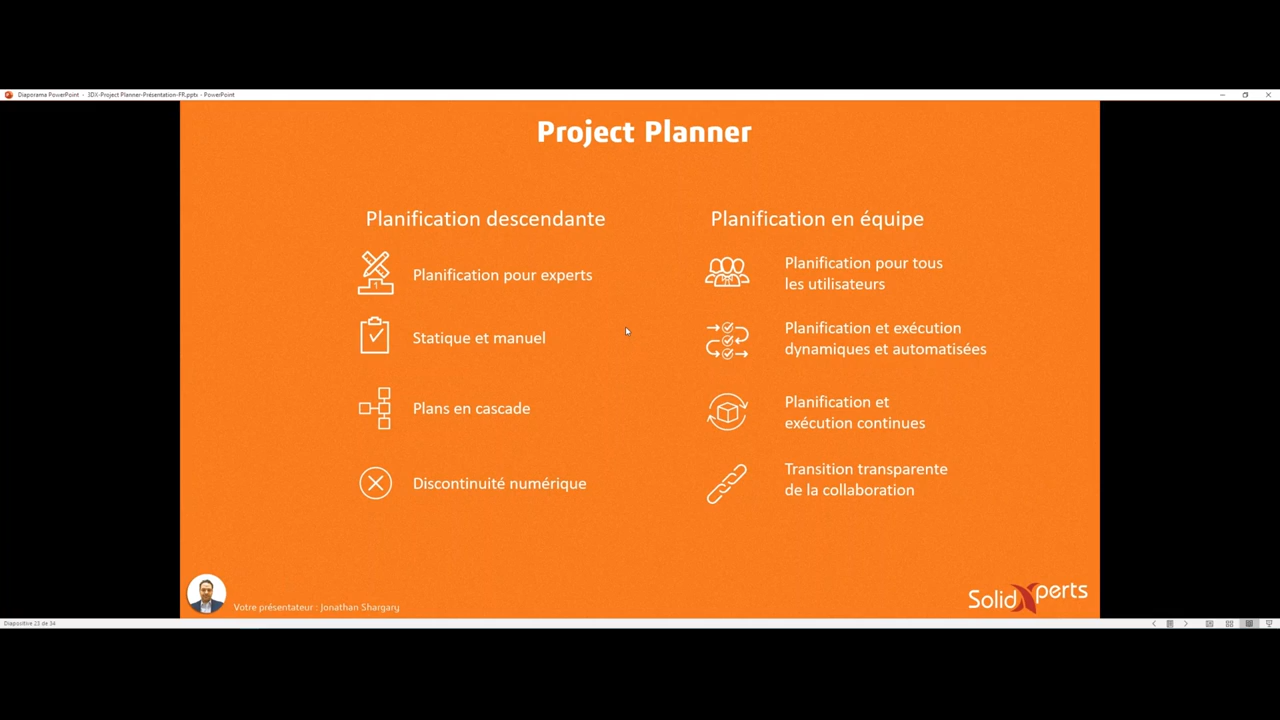 Diaporama PowerPoint - 3DX-Project Planner-Présentation-FR.pptx - PowerPoint
Project Planner
Planification descendante
Planification pour experts
Statique et manuel
Plans en cascade
Discontinuité numérique
Planification en équipe
Planification pour tous
les utilisateurs
Planification et exécution
dynamiques et automatisées
Planification et
exécution continues
Transition transparente
de la collaboration
Votre présentateur : Jonathan Shargary
SolidXperts
Diapositive 23 de 34